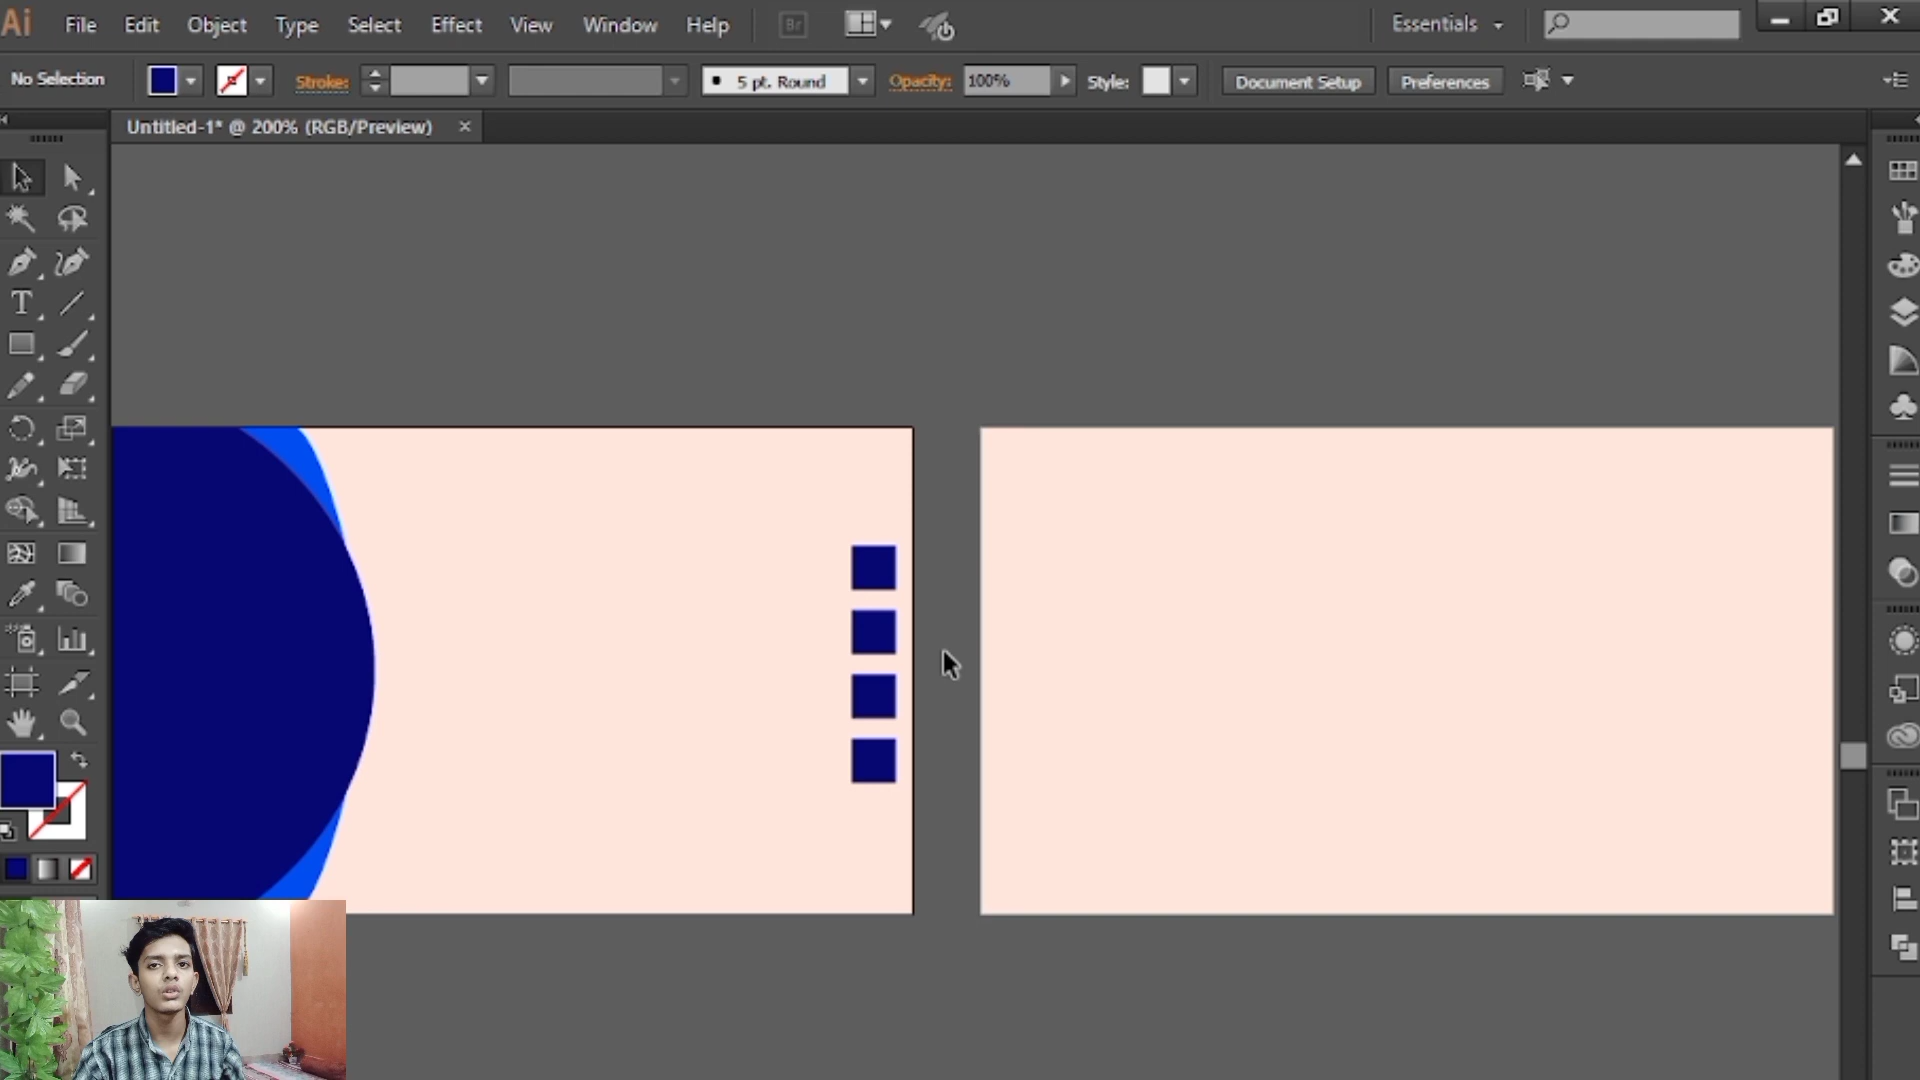 Ai File Edit Object Type Select Effect View Window Help Br Essentials
No Selection Stroke: 5 pt. Round Opacity: 100% Style: Document Setup Preferences
Untitled-1* @ 200% (RGB/Preview) ×
T